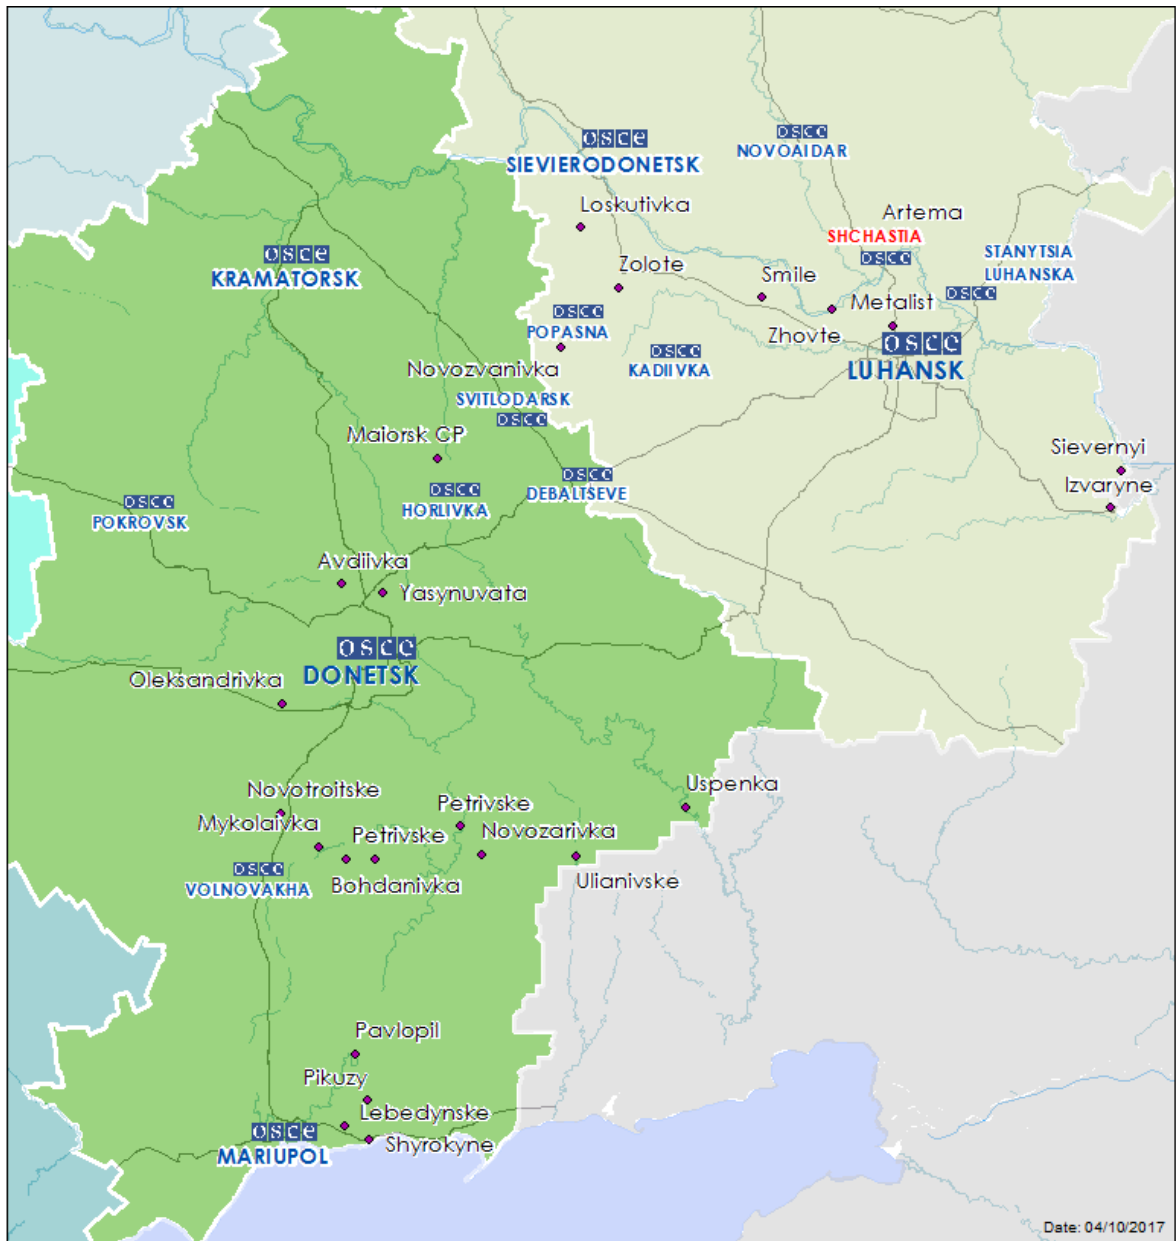 osce
SIEVIERODONETSK
osce
NOVOAIDAR
Loskutivka
Artema
SHCHASTIA
osce
osce
KRAMATORSK
STANYTSIA
LUHANSKA
osce
Zolote
Smile
osce
POPASNA
Metalist
Zhovte
osce
LUHANSK
osce
KADIIVKA
Novozvanivka
SVITLODARSK
osce
Maiorsk CP
Sievernyi
Izvaryne
osce
DEBALTSEVE
osce
HORLIVKA
osce
POKROVSK
Avdiivka
Yasynuvata
osce
DONETSK
Oleksandrivka
Uspenka
Novotroitske
Petrivske
Mykolaivka
Petrivske
Novozarivka
osce
VOLNOVAKHA
Bohdanivka
Ulianivske
Pavlopil
Pikuzy
Lebedynske
osce
MARIUPOL
Shyrokyne
Date: 04/10/2017